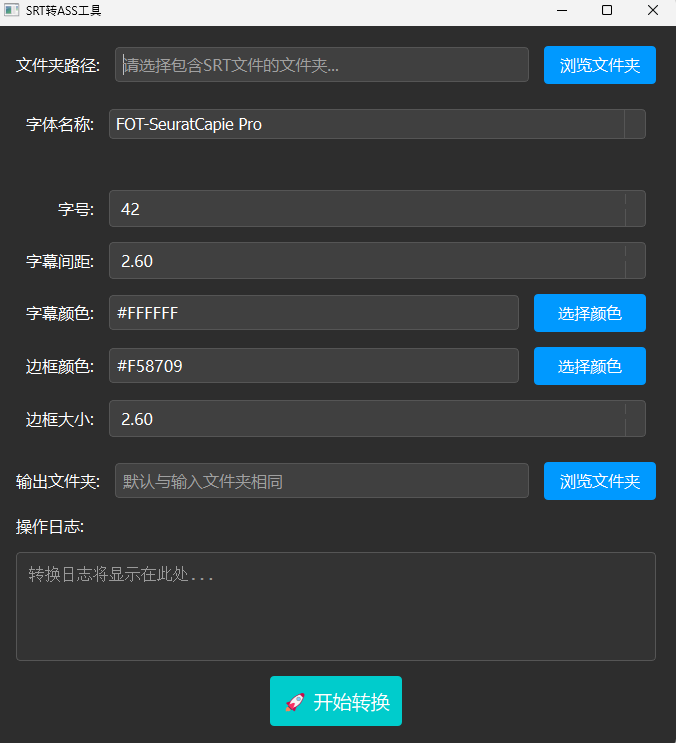 SRT转ASS工具
文件夹路径: 请选择包含SRT文件的文件夹... 浏览文件夹
字体名称: FOT-SeuratCapie Pro
字号: 42
字幕间距: 2.60
字幕颜色: #FFFFFF 选择颜色
边框颜色: #F58709 选择颜色
边框大小: 2.60
输出文件夹: 默认与输入文件夹相同 浏览文件夹
操作日志:
转换日志将显示在此处...
🚀 开始转换